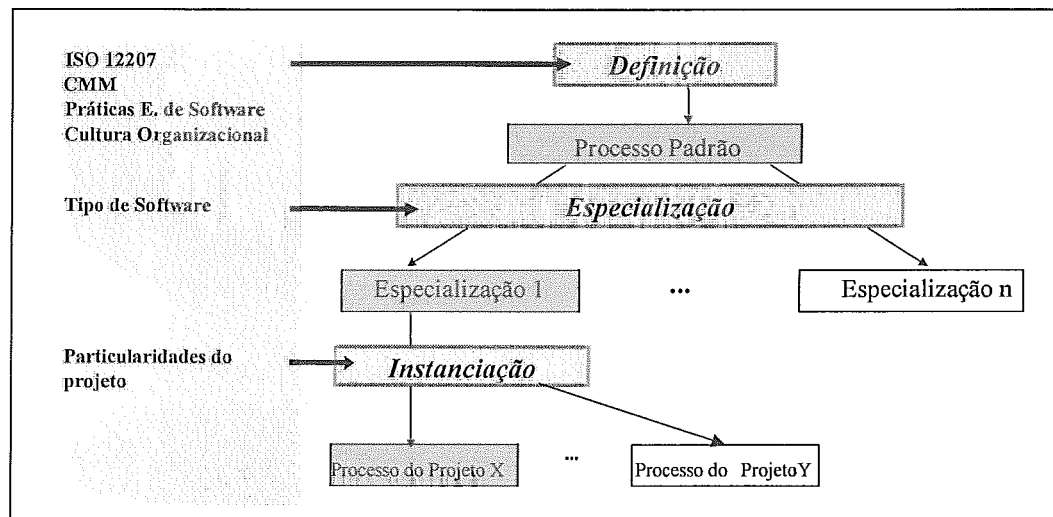 ISO 12207
CMM
Práticas E. de Software
Cultura Organizacional
Definição
Processo Padrão
Tipo de Software
Especialização
Especialização 1
...
Especialização n
Particularidades do
projeto
Instanciação
Processo do Projeto X
...
Processo do ProjetoY